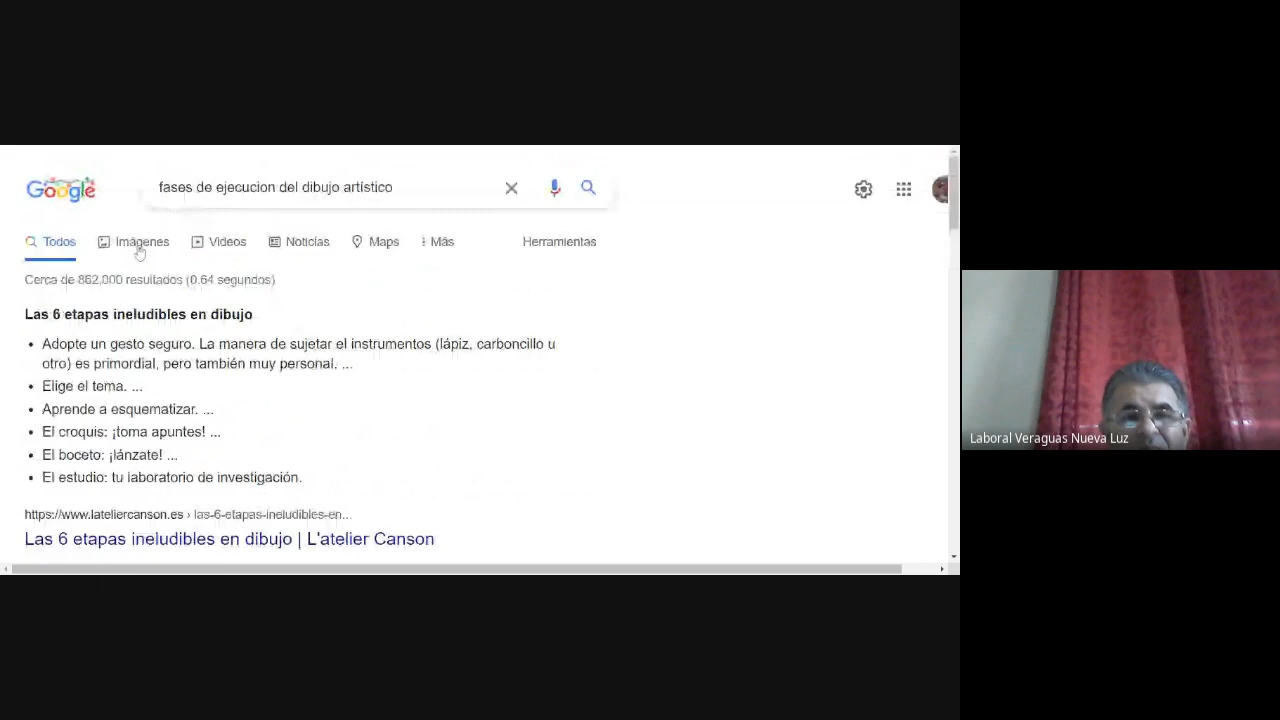 Google
fases de ejecucion del dibujo artístico
Todos
Imágenes
Videos
Noticias
Maps
Más
Herramientas
Cerca de 862,000 resultados (0.64 segundos)
Las 6 etapas ineludibles en dibujo
• Adopte un gesto seguro. La manera de sujetar el instrumentos (lápiz, carboncillo u
otro) es primordial, pero también muy personal. ...
• Elige el tema. ...
• Aprende a esquematizar. ...
• El croquis: ¡toma apuntes! ...
• El boceto: ¡lánzate! ...
• El estudio: tu laboratorio de investigación.
https://www.lateliercanson.es › las-6-etapas-ineludibles-en...
Las 6 etapas ineludibles en dibujo | L'atelier Canson
Laboral Veraguas Nueva Luz